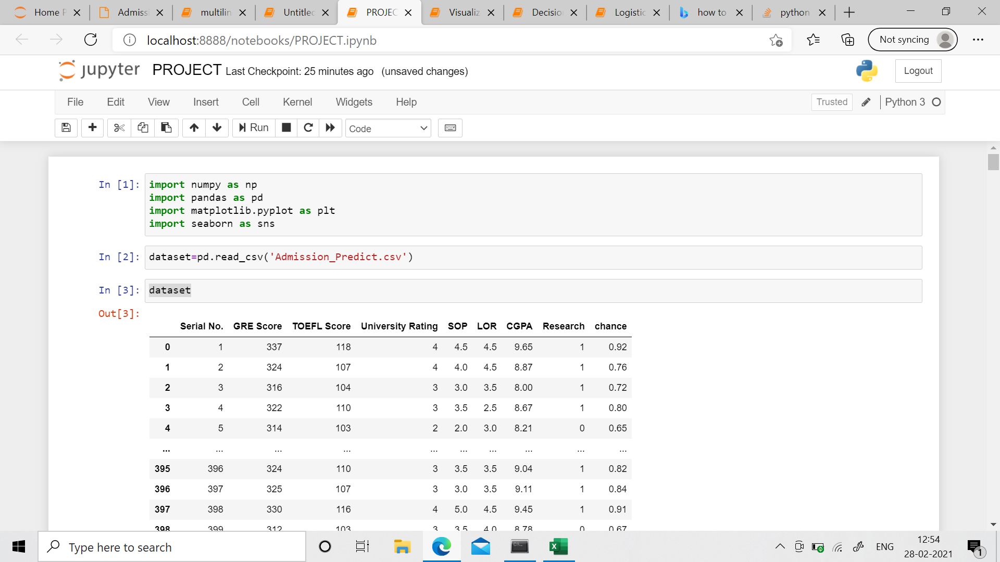 Home P Admissi multilin Untitled PROJEC Visualiz Decisio Logistic how to python
localhost:8888/notebooks/PROJECT.ipynb Not syncing
jupyter PROJECT Last Checkpoint: 25 minutes ago (unsaved changes) Logout
File Edit View Insert Cell Kernel Widgets Help Trusted Python 3
Run Code
In [1]: import numpy as np
import pandas as pd
import matplotlib.pyplot as plt
import seaborn as sns
In [2]: dataset=pd.read_csv('Admission_Predict.csv')
In [3]: dataset
Out[3]:
Serial No. GRE Score TOEFL Score University Rating SOP LOR CGPA Research chance
0 1 337 118 4 4.5 4.5 9.65 1 0.92
1 2 324 107 4 4.0 4.5 8.87 1 0.76
2 3 316 104 3 3.0 3.5 8.00 1 0.72
3 4 322 110 3 3.5 2.5 8.67 1 0.80
4 5 314 103 2 2.0 3.0 8.21 0 0.65
... ... ... ... ... ... ... ... ... ...
395 396 324 110 3 3.5 3.5 9.04 1 0.82
396 397 325 107 3 3.0 3.5 9.11 1 0.84
397 398 330 116 4 5.0 4.5 9.45 1 0.91
398 399 312 103 3 3.5 4.0 8.78 0 0.67
Type here to search ENG 12:54
28-02-2021 1